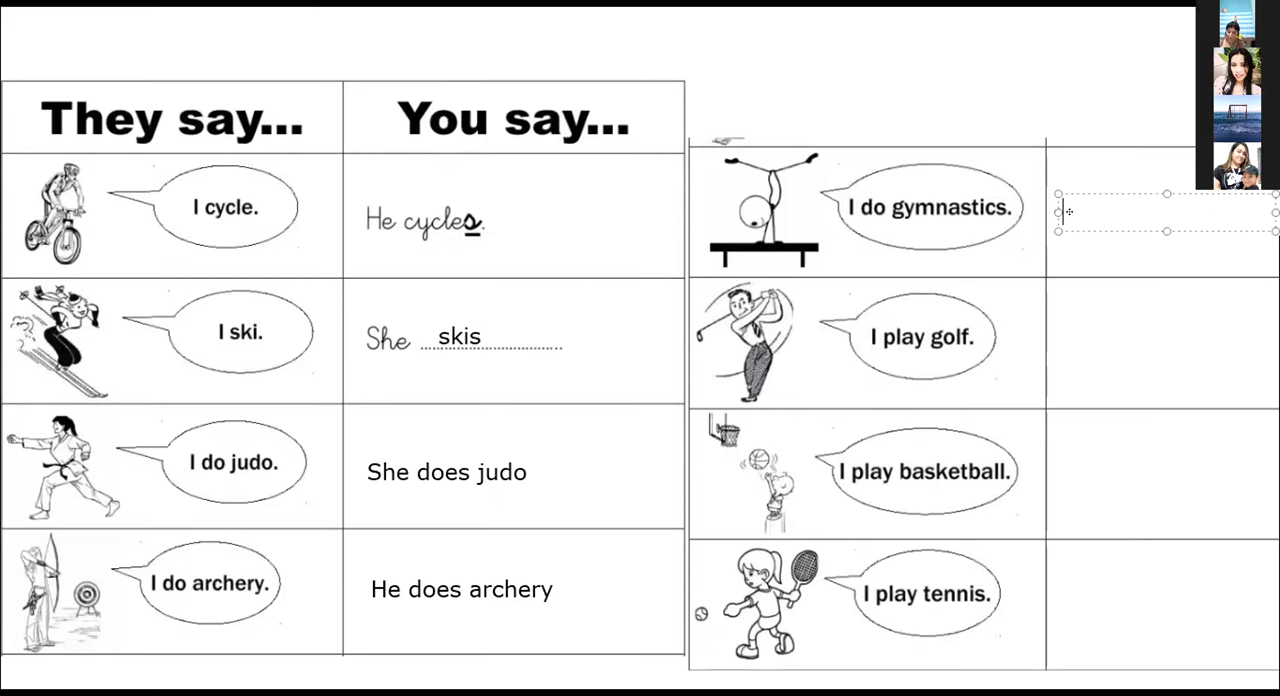 They say...
You say...
I cycle.
He cycles.
I ski.
She skis
I do judo.
She does judo
I do archery.
He does archery
I do gymnastics.
I play golf.
I play basketball.
I play tennis.